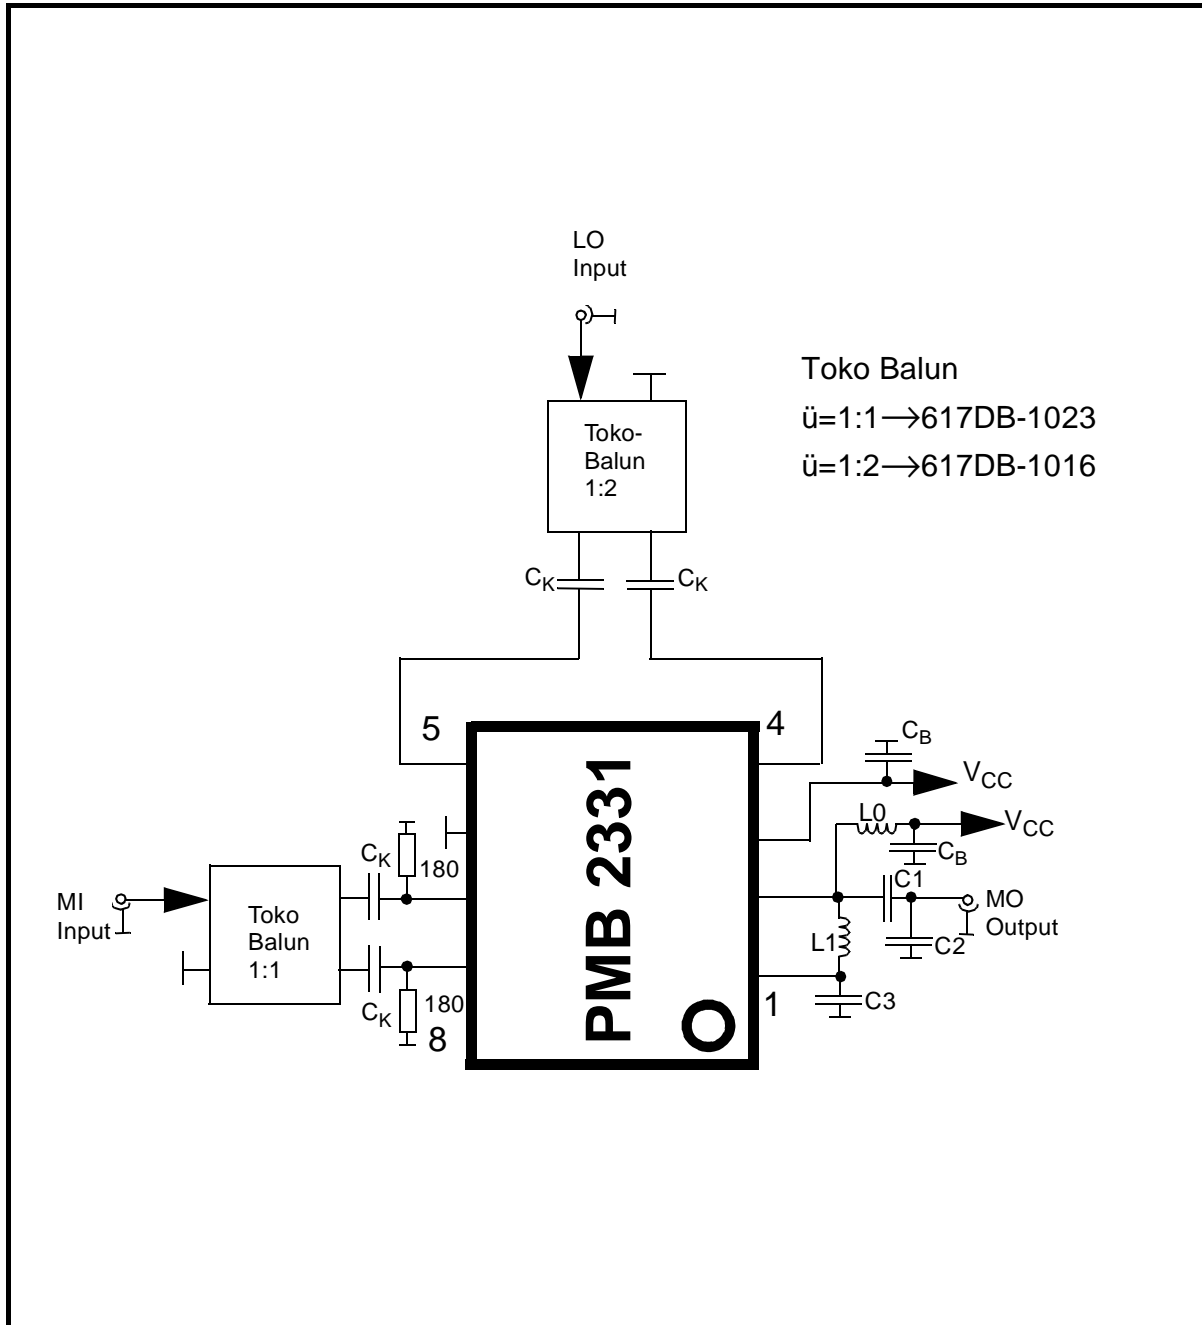 LO
Input
Toko Balun
ü=1:1→617DB-1023
ü=1:2→617DB-1016
Toko-
Balun
1:2
CK
CK
5
4
CB
VCC
L0
VCC
CB
PMB 2331
CK
180
C1
MI
Input
Toko
Balun
1:1
MO
Output
L1
C2
CK
180
8
1
C3